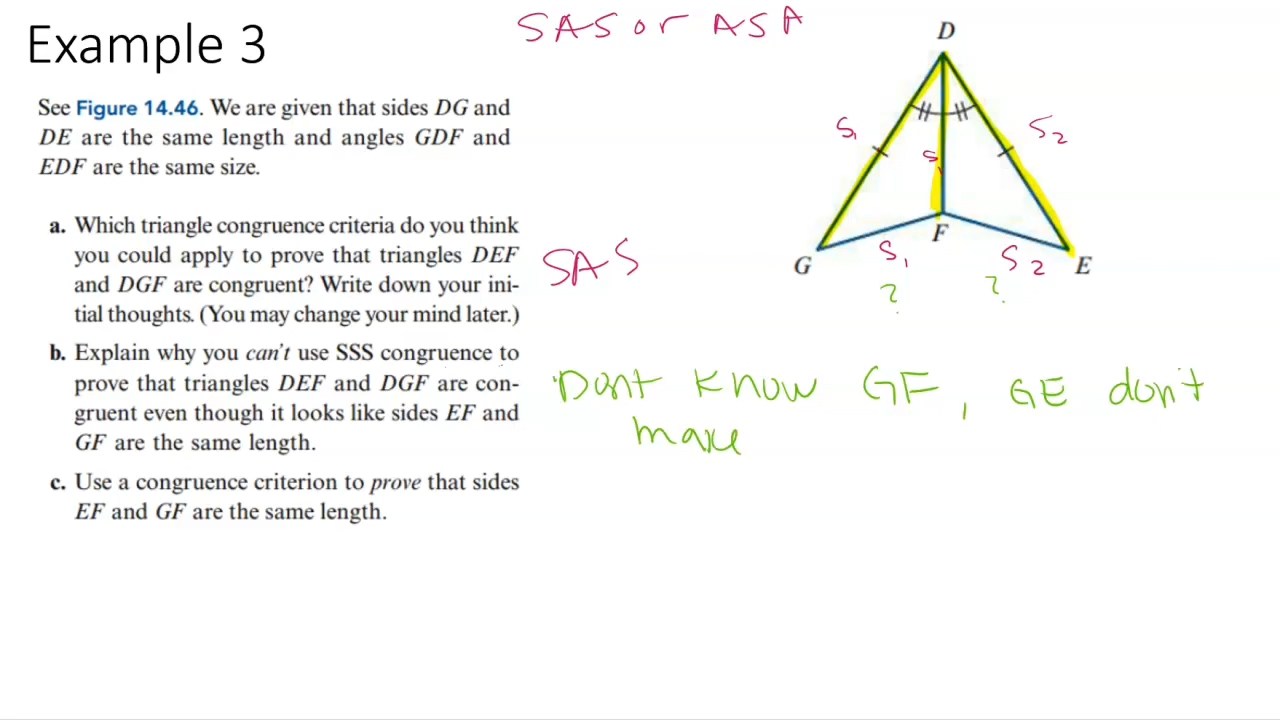 SAS or ASA
Example 3
See Figure 14.46. We are given that sides DG and
DE are the same length and angles GDF and
EDF are the same size.
a. Which triangle congruence criteria do you think
you could apply to prove that triangles DEF
and DGF are congruent? Write down your ini-
tial thoughts. (You may change your mind later.)
SAS
b. Explain why you can't use SSS congruence to
prove that triangles DEF and DGF are con-
gruent even though it looks like sides EF and
GF are the same length.
Dont know GF, GE don't
c. Use a congruence criterion to prove that sides
EF and GF are the same length.
D
S1
S2
S1
F
G
S1
S2
E
?
?